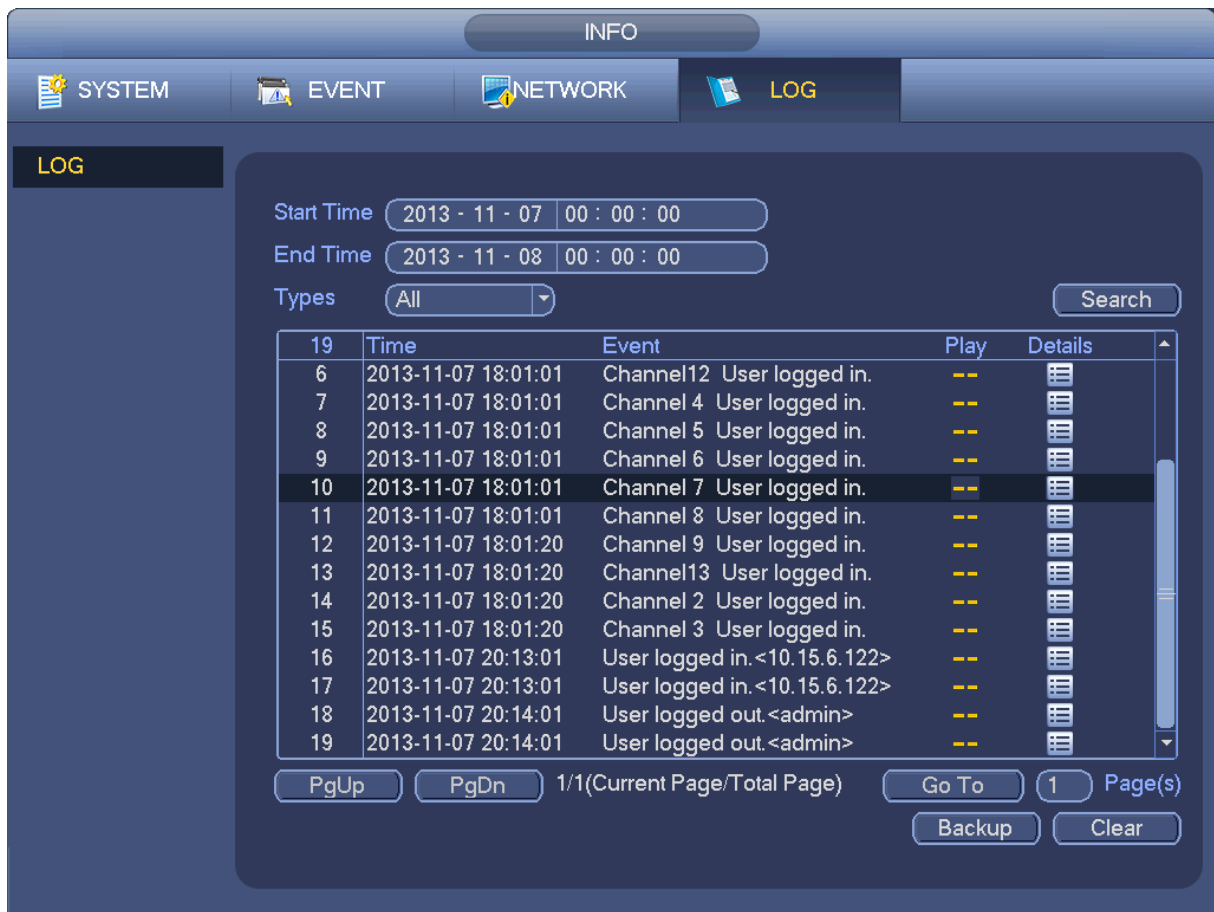 INFO
SYSTEM EVENT NETWORK LOG
LOG
Start Time 2013 - 11 - 07 00 : 00 : 00
End Time 2013 - 11 - 08 00 : 00 : 00
Types All Search
19 Time Event Play Details
6 2013-11-07 18:01:01 Channel12 User logged in. --
7 2013-11-07 18:01:01 Channel 4 User logged in. --
8 2013-11-07 18:01:01 Channel 5 User logged in. --
9 2013-11-07 18:01:01 Channel 6 User logged in. --
10 2013-11-07 18:01:01 Channel 7 User logged in. --
11 2013-11-07 18:01:01 Channel 8 User logged in. --
12 2013-11-07 18:01:20 Channel 9 User logged in. --
13 2013-11-07 18:01:20 Channel13 User logged in. --
14 2013-11-07 18:01:20 Channel 2 User logged in. --
15 2013-11-07 18:01:20 Channel 3 User logged in. --
16 2013-11-07 20:13:01 User logged in.<10.15.6.122> --
17 2013-11-07 20:13:01 User logged in.<10.15.6.122> --
18 2013-11-07 20:14:01 User logged out.<admin> --
19 2013-11-07 20:14:01 User logged out.<admin> --
PgUp PgDn 1/1(Current Page/Total Page) Go To 1 Page(s)
Backup Clear